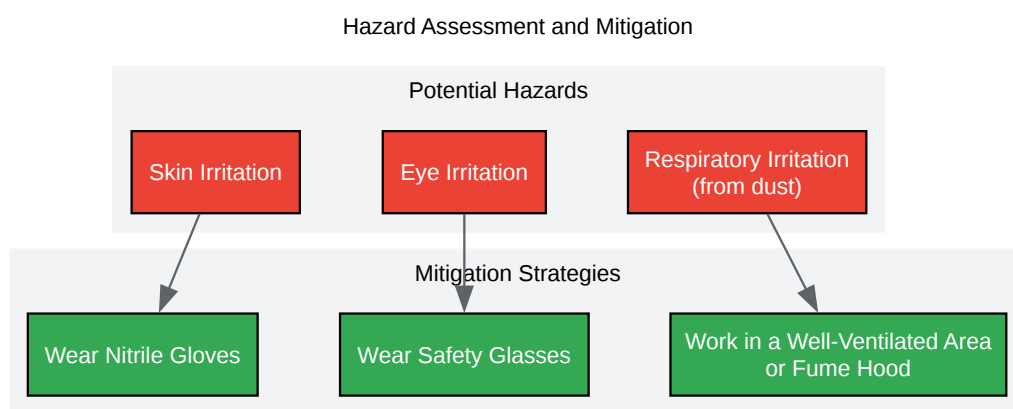 Hazard Assessment and Mitigation
Potential Hazards
Skin Irritation
Eye Irritation
Respiratory Irritation
(from dust)
Mitigation Strategies
Wear Nitrile Gloves
Wear Safety Glasses
Work in a Well-Ventilated Area
or Fume Hood